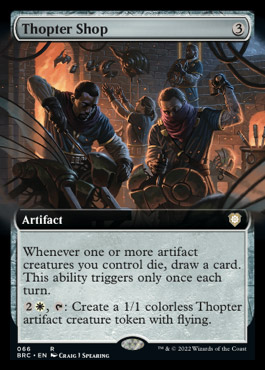 Thopter Shop 3
Artifact
Whenever one or more artifact
creatures you control die, draw a card.
This ability triggers only once each
turn.
2W, T: Create a 1/1 colorless Thopter
artifact creature token with flying.
066 R
BRC • EN CRAIG J SPEARING
™ & © 2022 Wizards of the Coast